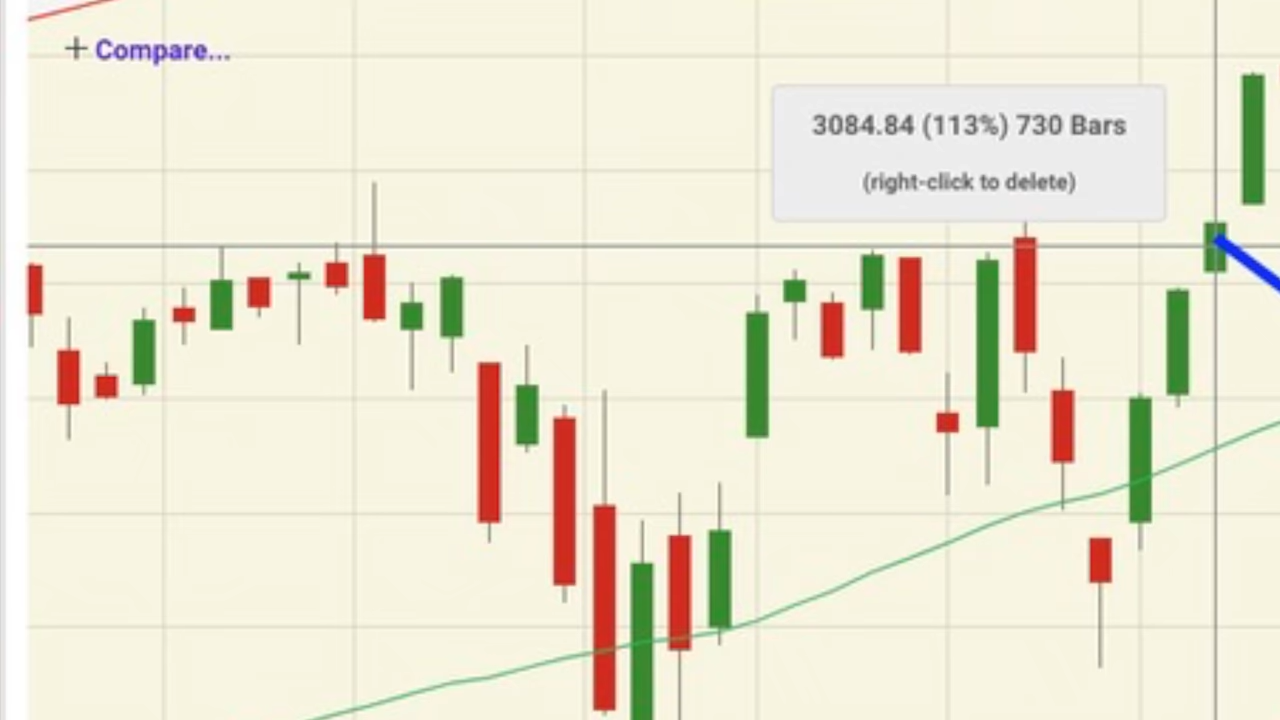 + Compare...
3084.84 (113%) 730 Bars
(right-click to delete)